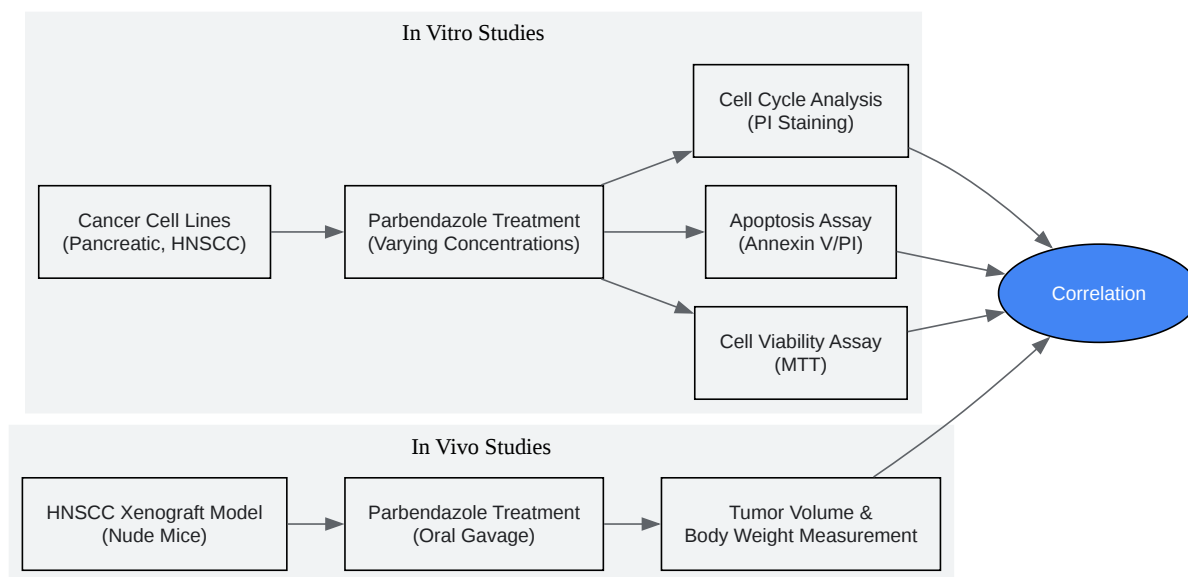 In Vitro Studies
Cell Cycle Analysis
(PI Staining)
Cancer Cell Lines
(Pancreatic, HNSCC)
Parbendazole Treatment
(Varying Concentrations)
Apoptosis Assay
(Annexin V/PI)
Cell Viability Assay
(MTT)
Correlation
In Vivo Studies
HNSCC Xenograft Model
(Nude Mice)
Parbendazole Treatment
(Oral Gavage)
Tumor Volume &
Body Weight Measurement